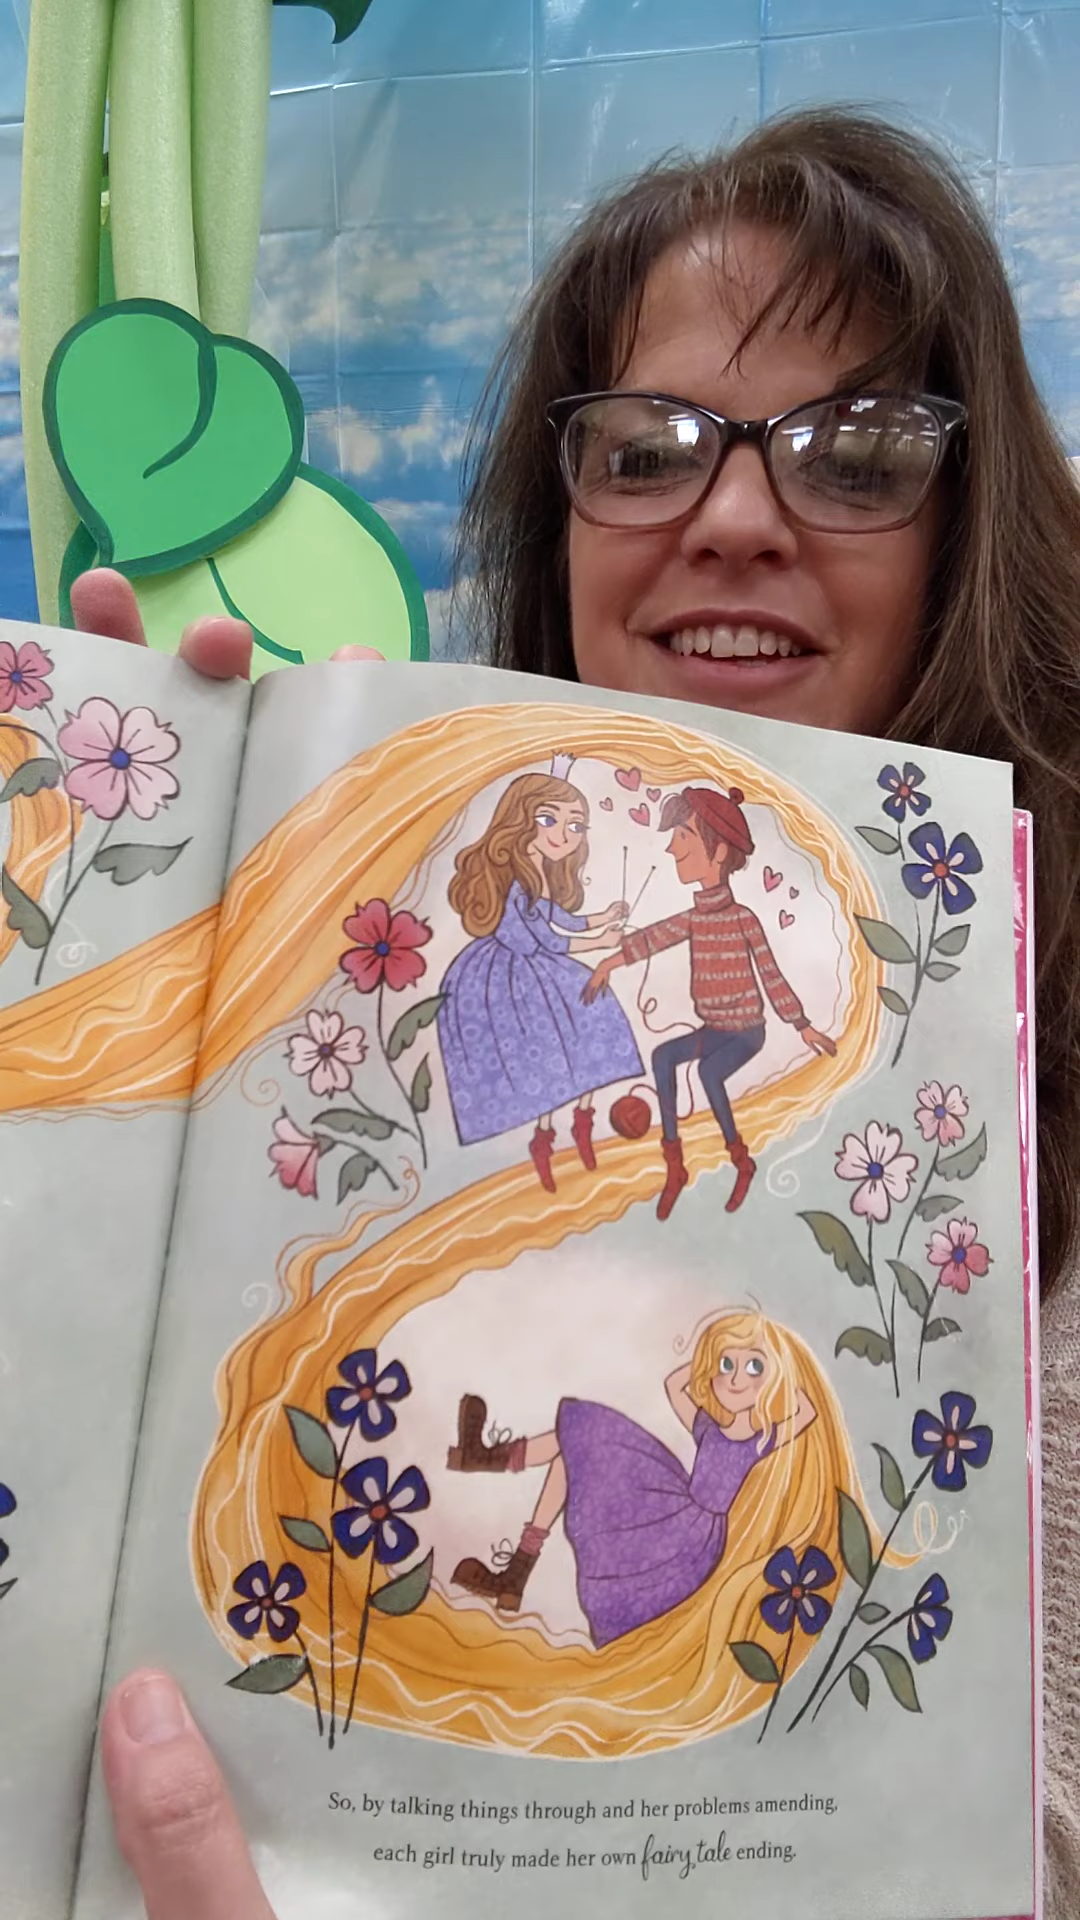 So, by talking things through and her problems amending,
each girl truly made her own fairy tale ending.